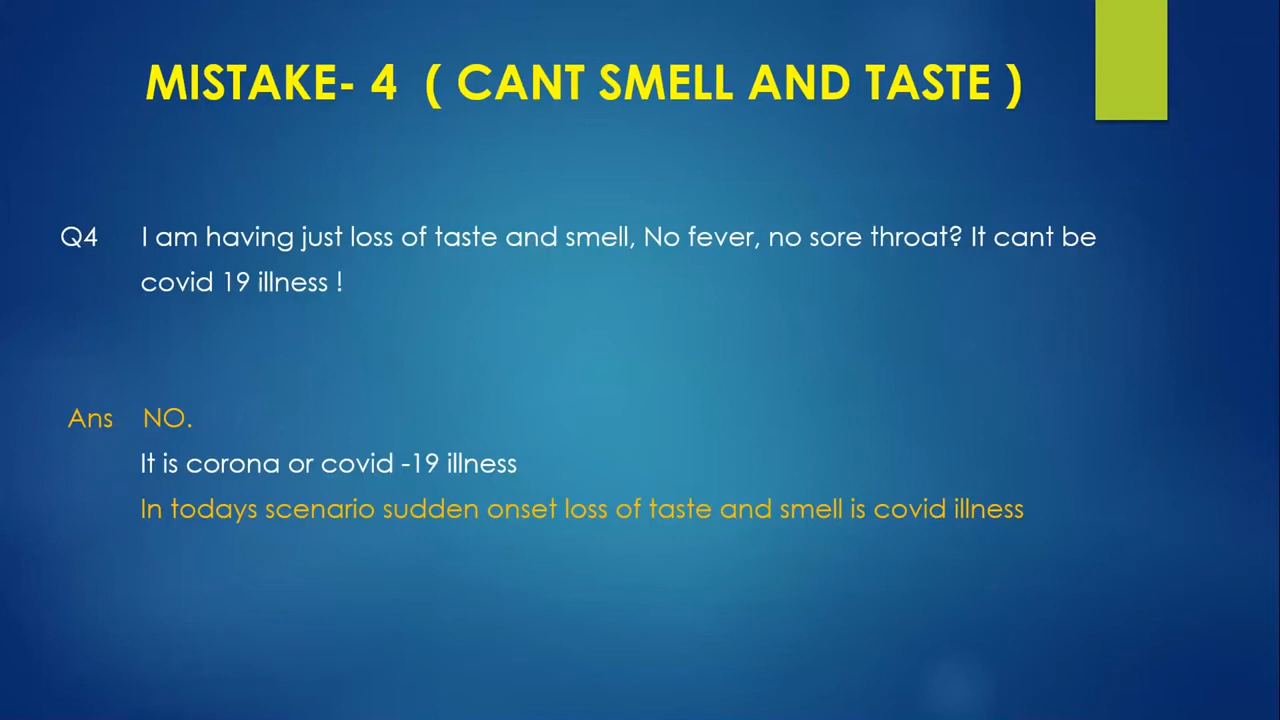 MISTAKE- 4 ( CANT SMELL AND TASTE )
Q4 I am having just loss of taste and smell, No fever, no sore throat? It cant be
covid 19 illness !
Ans NO.
It is corona or covid -19 illness
In todays scenario sudden onset loss of taste and smell is covid illness